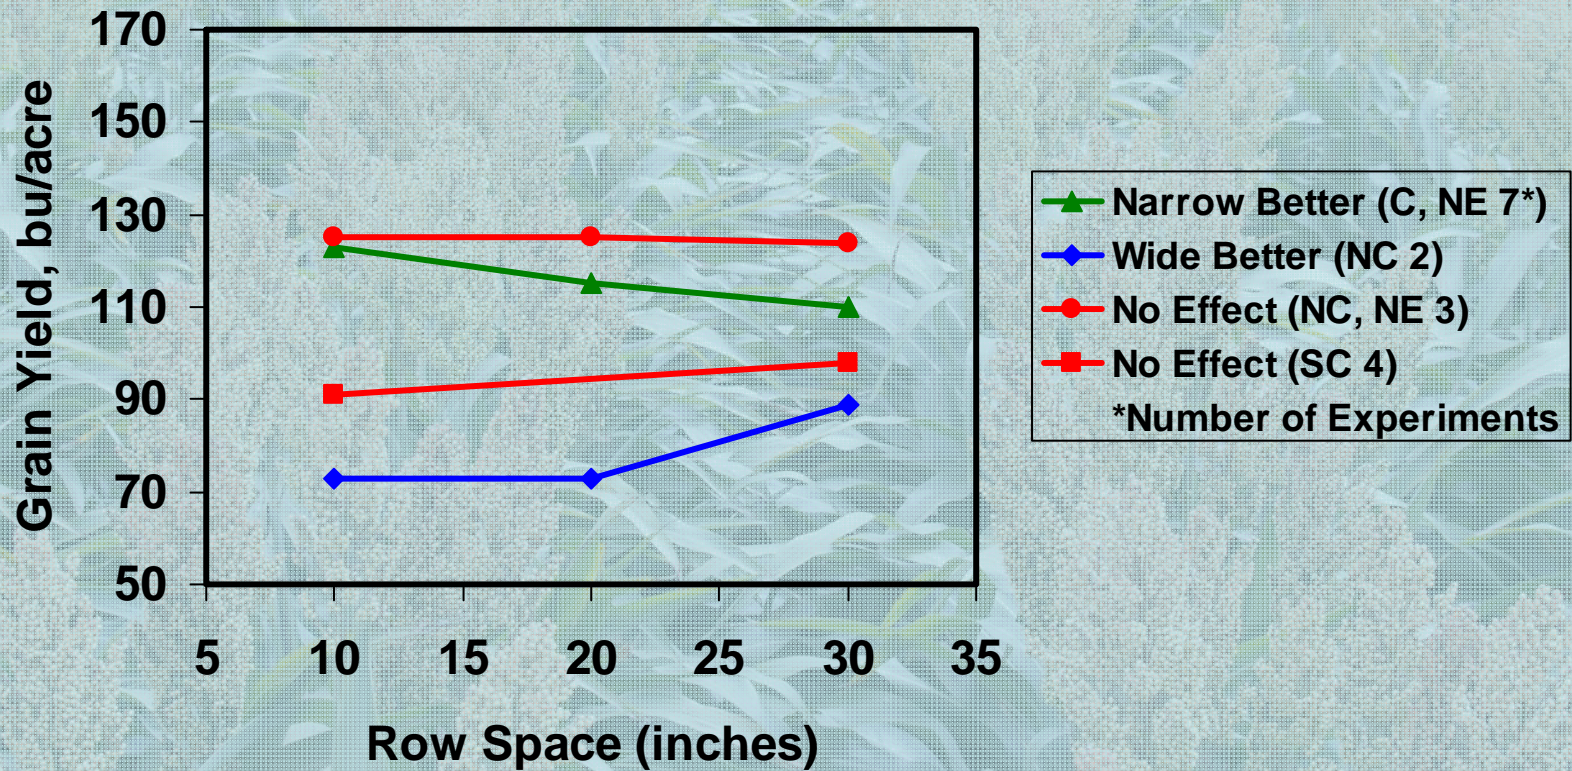 170
150
130
110
90
70
50
Grain Yield, bu/acre
5 10 15 20 25 30 35
Row Space (inches)
Narrow Better (C, NE 7*)
Wide Better (NC 2)
No Effect (NC, NE 3)
No Effect (SC 4)
*Number of Experiments